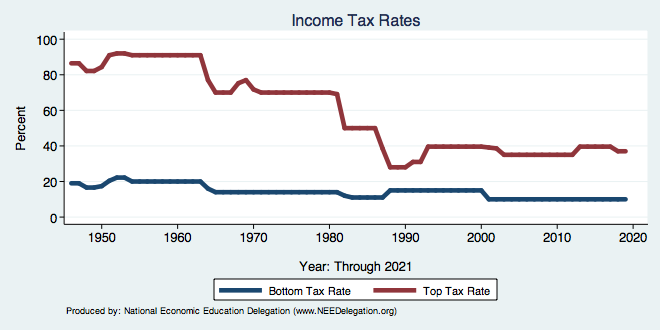 Income Tax Rates
Percent
100
80
60
40
20
0
1950 1960 1970 1980 1990 2000 2010 2020
Year: Through 2021
Bottom Tax Rate Top Tax Rate
Produced by: National Economic Education Delegation (www.NEEDelegation.org)